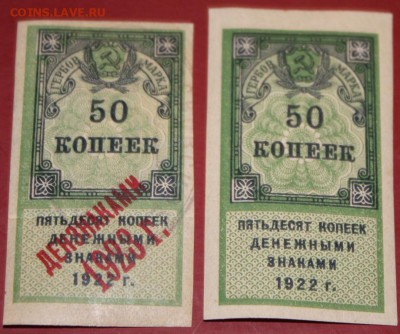 COINS.LAVE.RU
ГЕРБОВ. МАРКА
50
КОПЕЕК
ПЯТЬДЕСЯТ КОПЕЕК
ДЕНЕЖНЫМИ
ЗНАКАМИ
1922 г.
ДЕНЗНАКАМИ
1923 г.
ГЕРБОВ. МАРКА
50
КОПЕЕК
ПЯТЬДЕСЯТ КОПЕЕК
ДЕНЕЖНЫМИ
ЗНАКАМИ
1922 г.